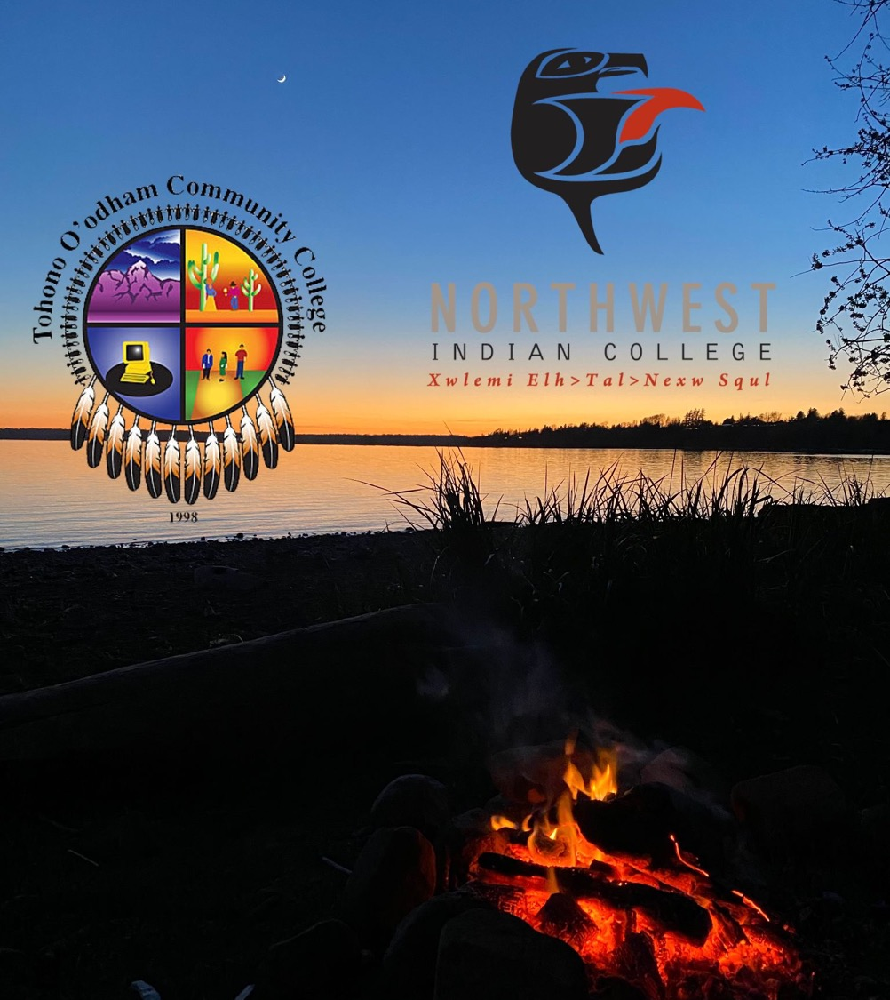 Tohono O'odham Community College
1998
NORTHWEST
INDIAN COLLEGE
Xwlemi Elh>Tal>Nexw Squl